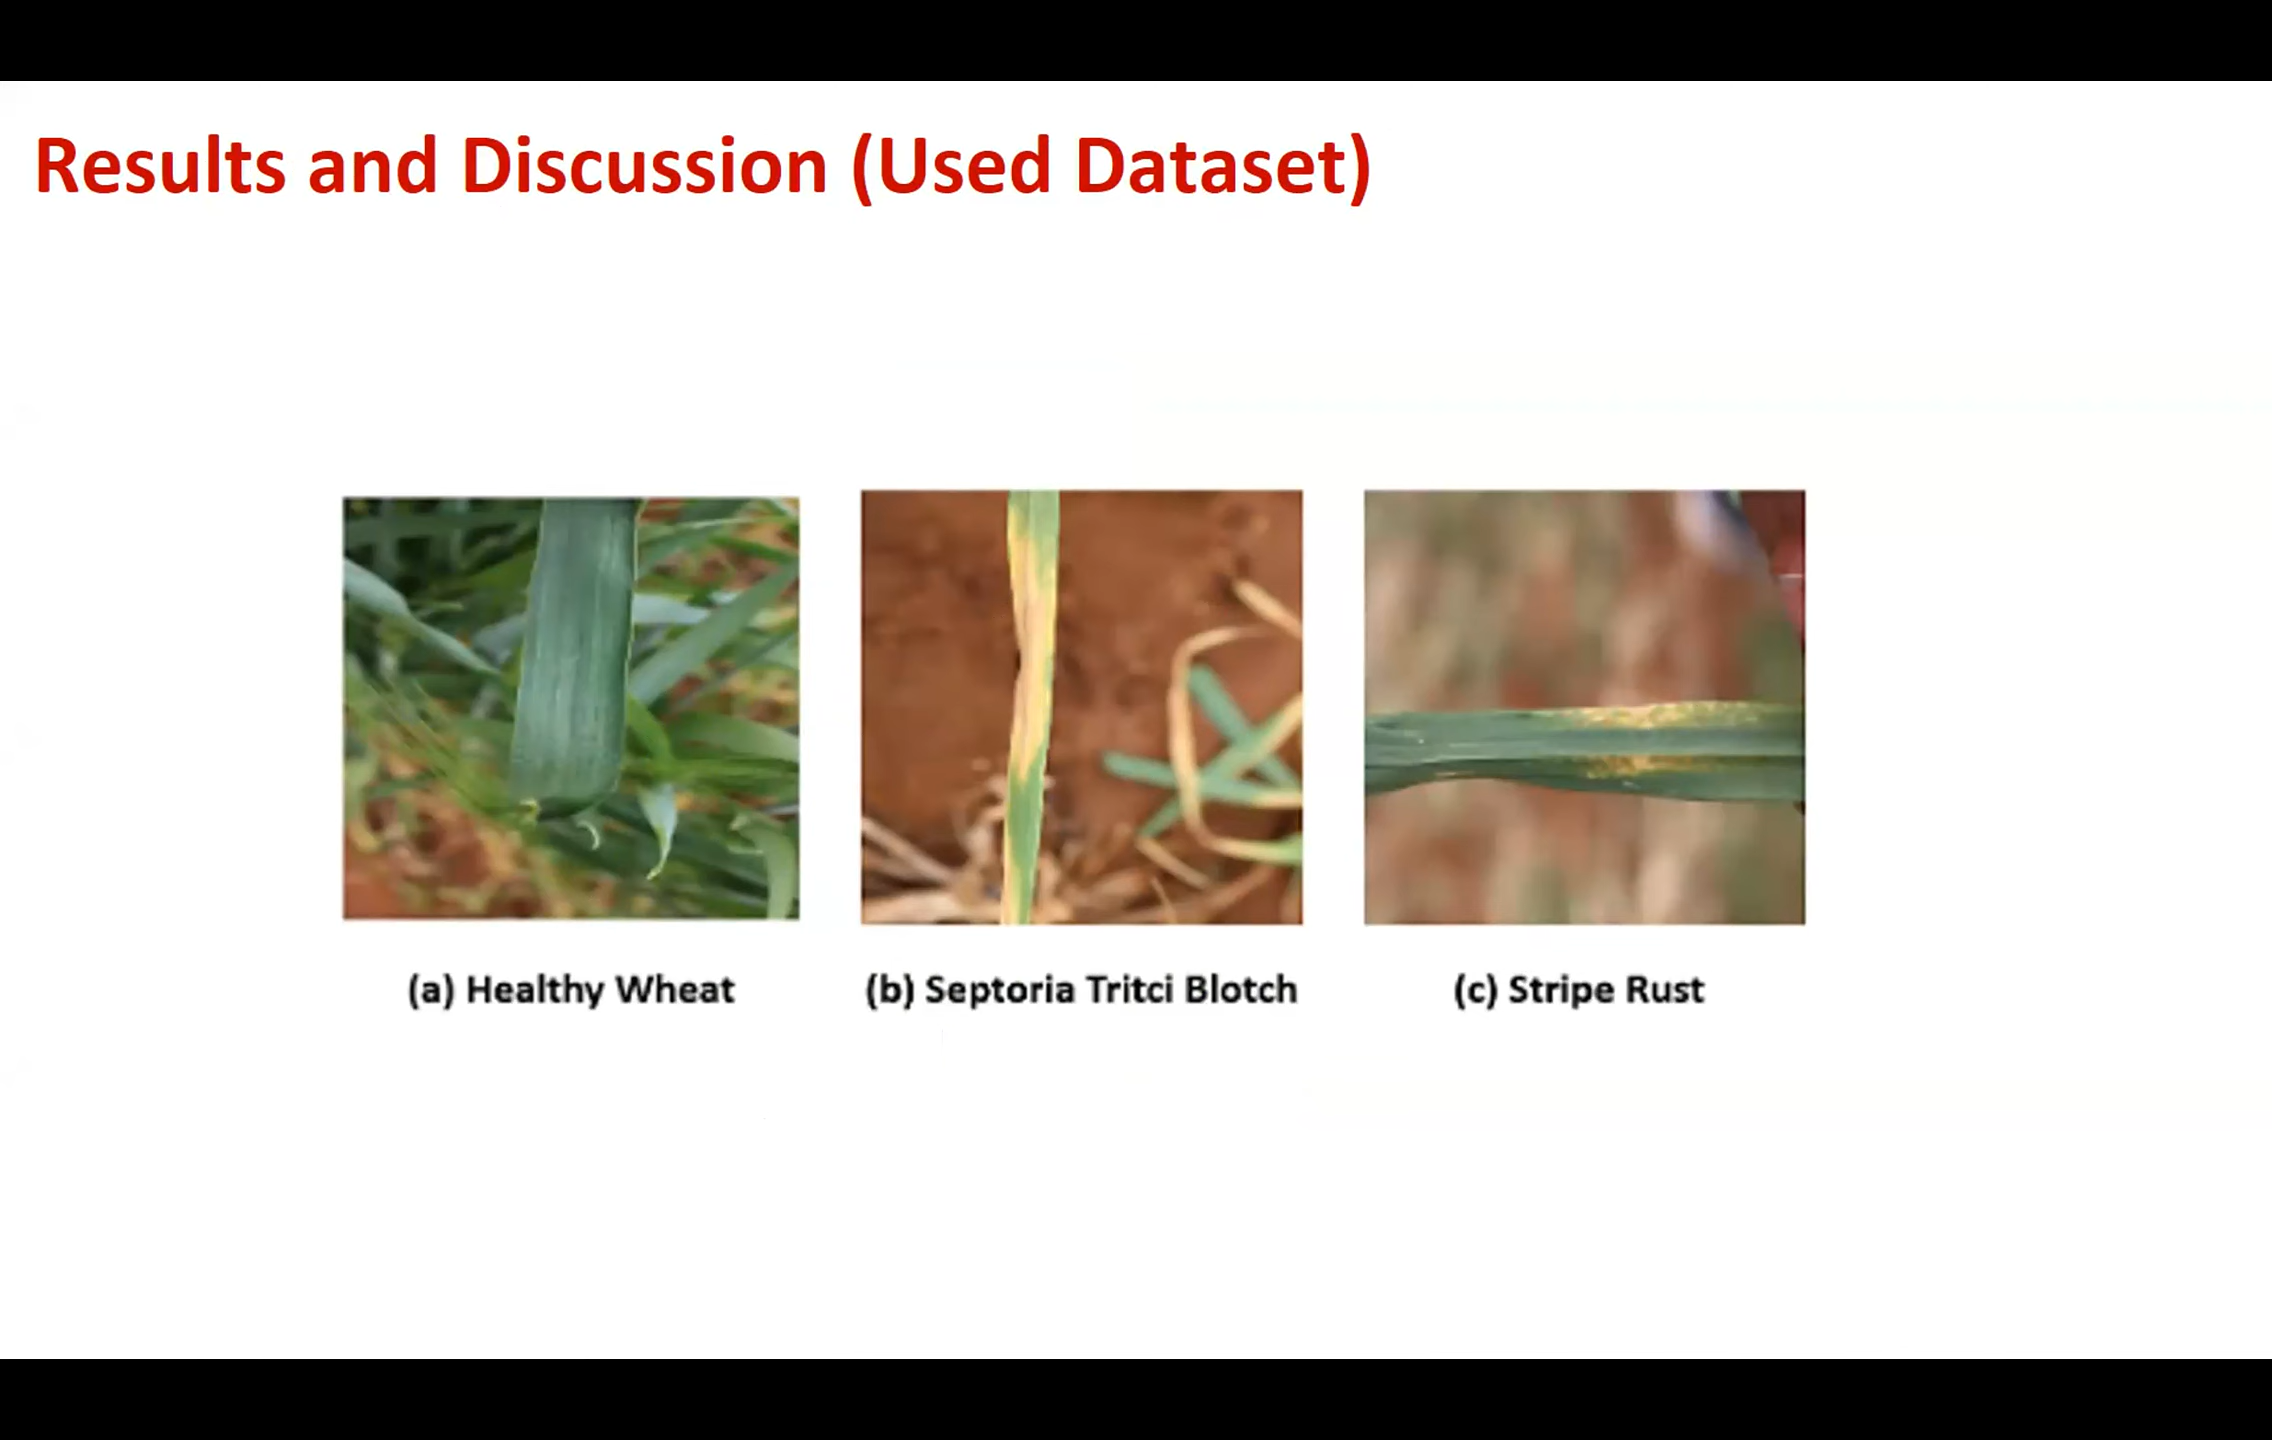 Results and Discussion (Used Dataset)
(a) Healthy Wheat
(b) Septoria Tritci Blotch
(c) Stripe Rust